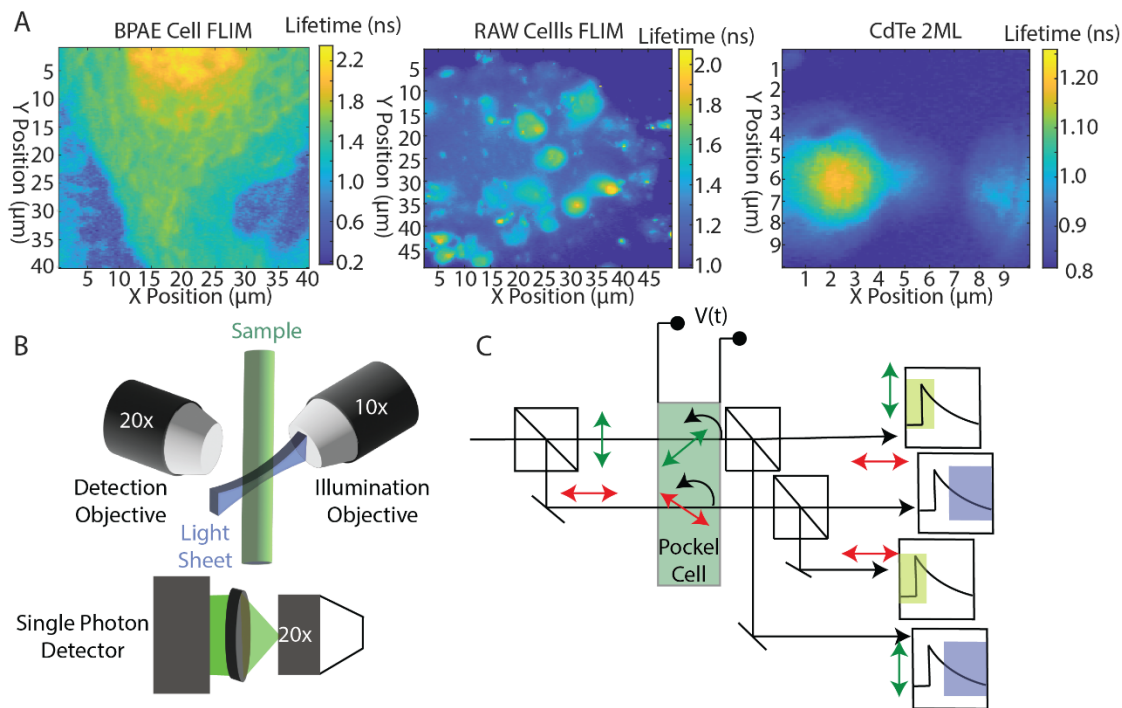 A
BPAE Cell FLIM
Lifetime (ns)
2.2
1.8
1.4
1.0
0.6
0.2
Y Position (µm)
5
10
15
20
25
30
35
40
5 10 15 20 25 30 35 40
X Position (µm)
RAW Cellls FLIM
Lifetime (ns)
2.0
1.8
1.6
1.4
1.2
1.0
Y Position (µm)
5
10
15
20
25
30
35
40
45
5 10 15 20 25 30 35 40 45
X Position (µm)
CdTe 2ML
Lifetime (ns)
1.20
1.10
1.0
0.9
0.8
Y Position (µm)
1
2
3
4
5
6
7
8
9
1 2 3 4 5 6 7 8 9
X Position (µm)
B
Sample
20x
10x
Detection
Objective
Illumination
Objective
Light
Sheet
Single Photon
Detector
20x
C
V(t)
Pockel
Cell